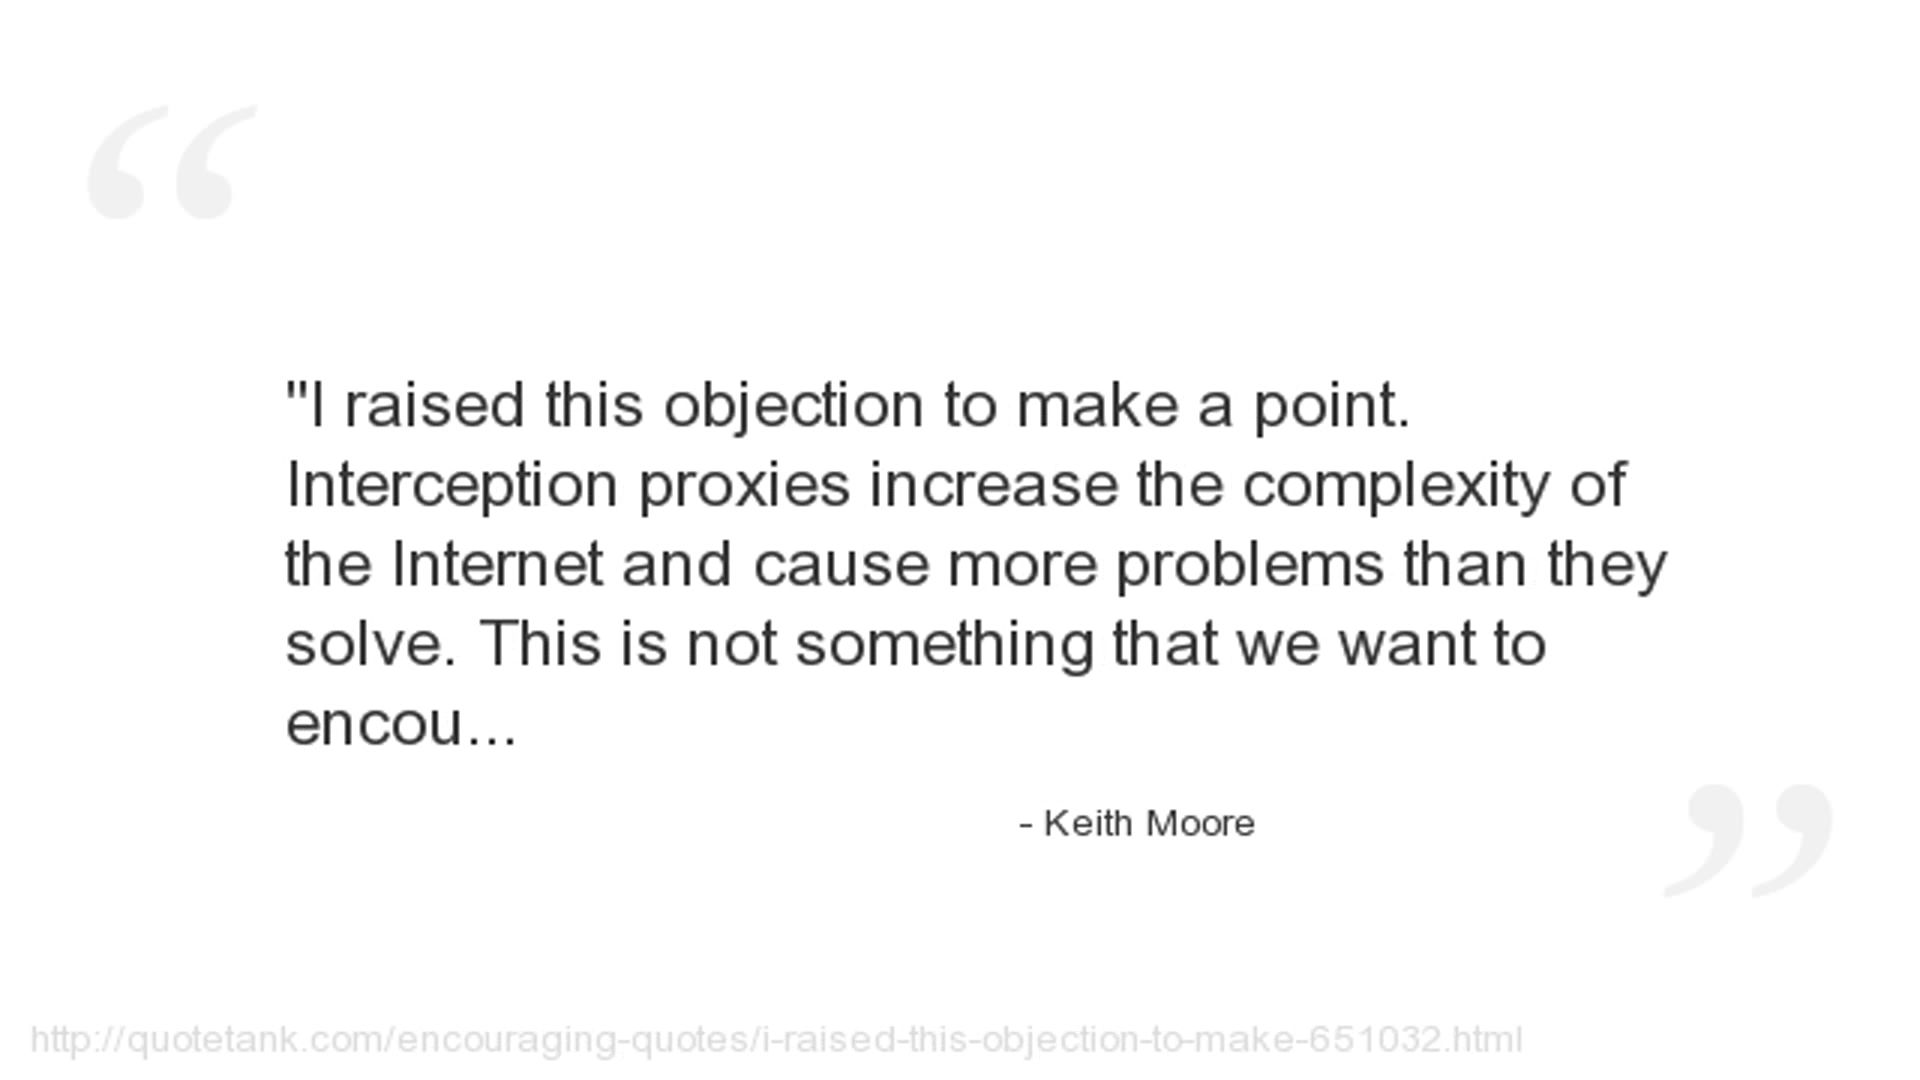 "I raised this objection to make a point.
Interception proxies increase the complexity of
the Internet and cause more problems than they
solve. This is not something that we want to
encou...
- Keith Moore
http://quotetank.com/encouraging-quotes/i-raised-this-objection-to-make-651032.html